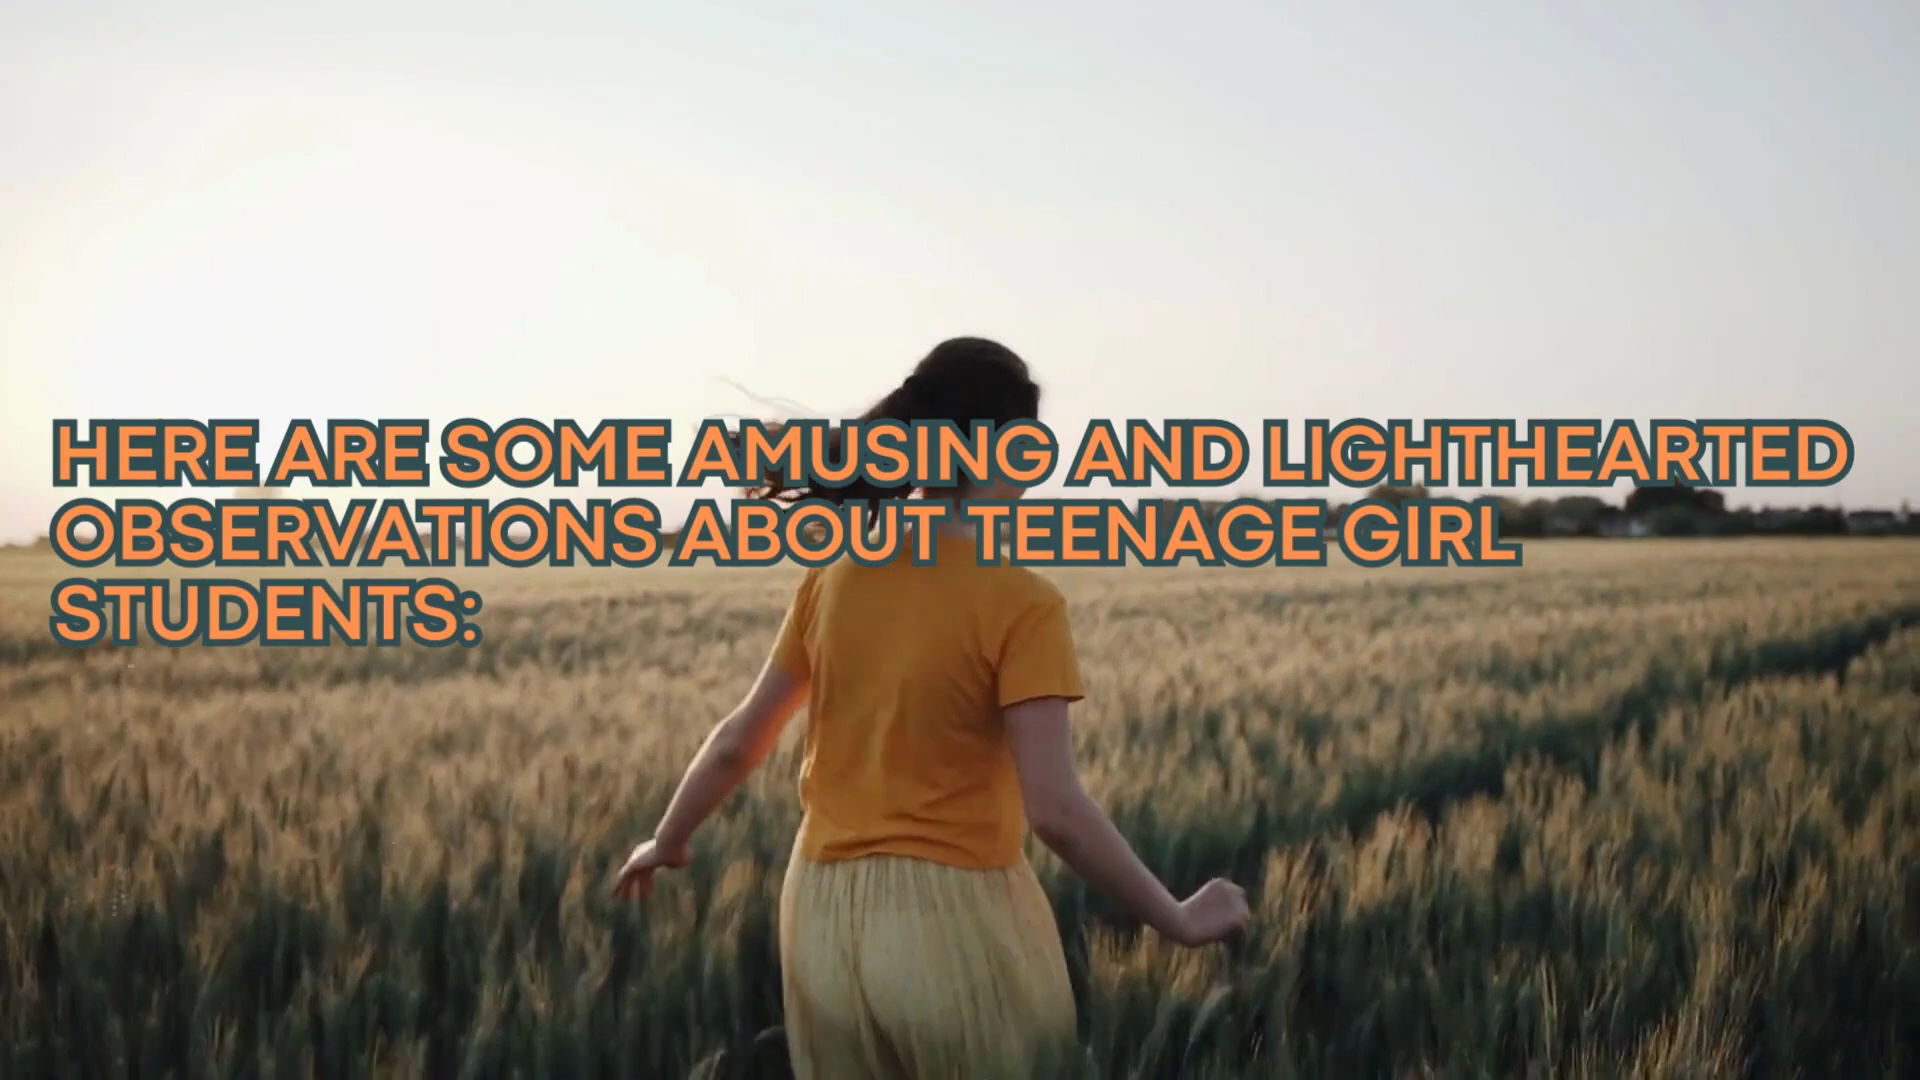 HERE ARE SOME AMUSING AND LIGHTHEARTED
OBSERVATIONS ABOUT TEENAGE GIRL
STUDENTS: